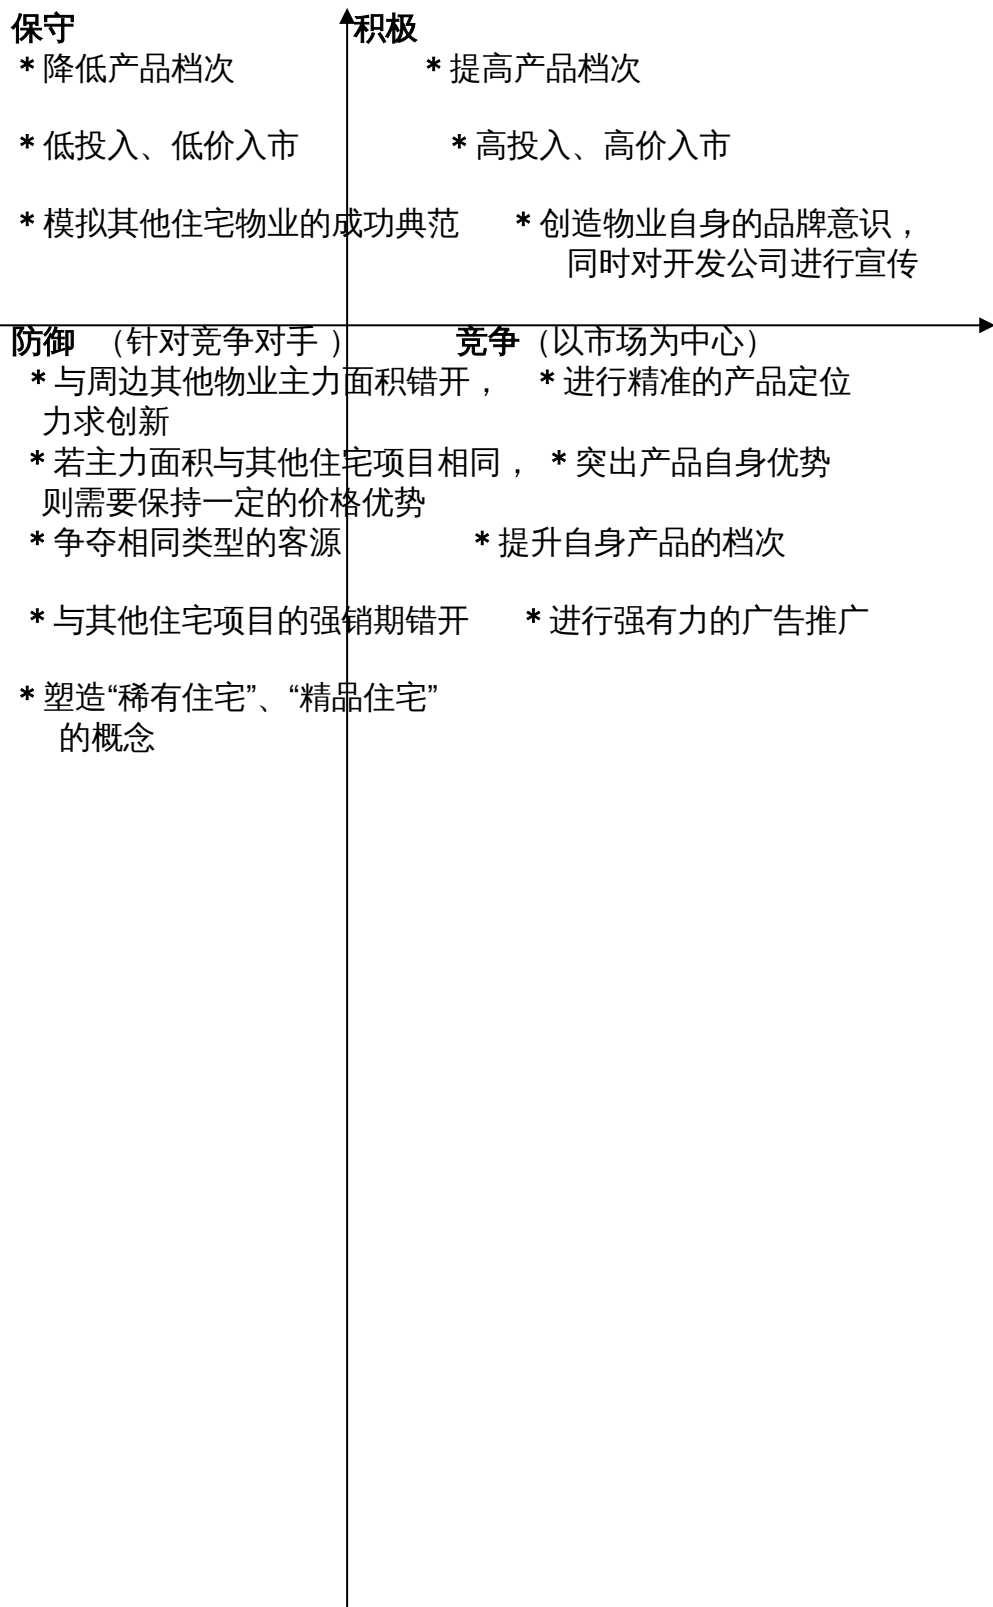 保守 积极
*降低产品档次 *提高产品档次
*低投入、低价入市 *高投入、高价入市
*模拟其他住宅物业的成功典范 *创造物业自身的品牌意识，
同时对开发公司进行宣传
防御 （针对竞争对手 ） 竞争（以市场为中心）
*与周边其他物业主力面积错开， *进行精准的产品定位
力求创新
*若主力面积与其他住宅项目相同， *突出产品自身优势
则需要保持一定的价格优势
*争夺相同类型的客源 *提升自身产品的档次
*与其他住宅项目的强销期错开 *进行强有力的广告推广
*塑造“稀有住宅”、“精品住宅”
的概念